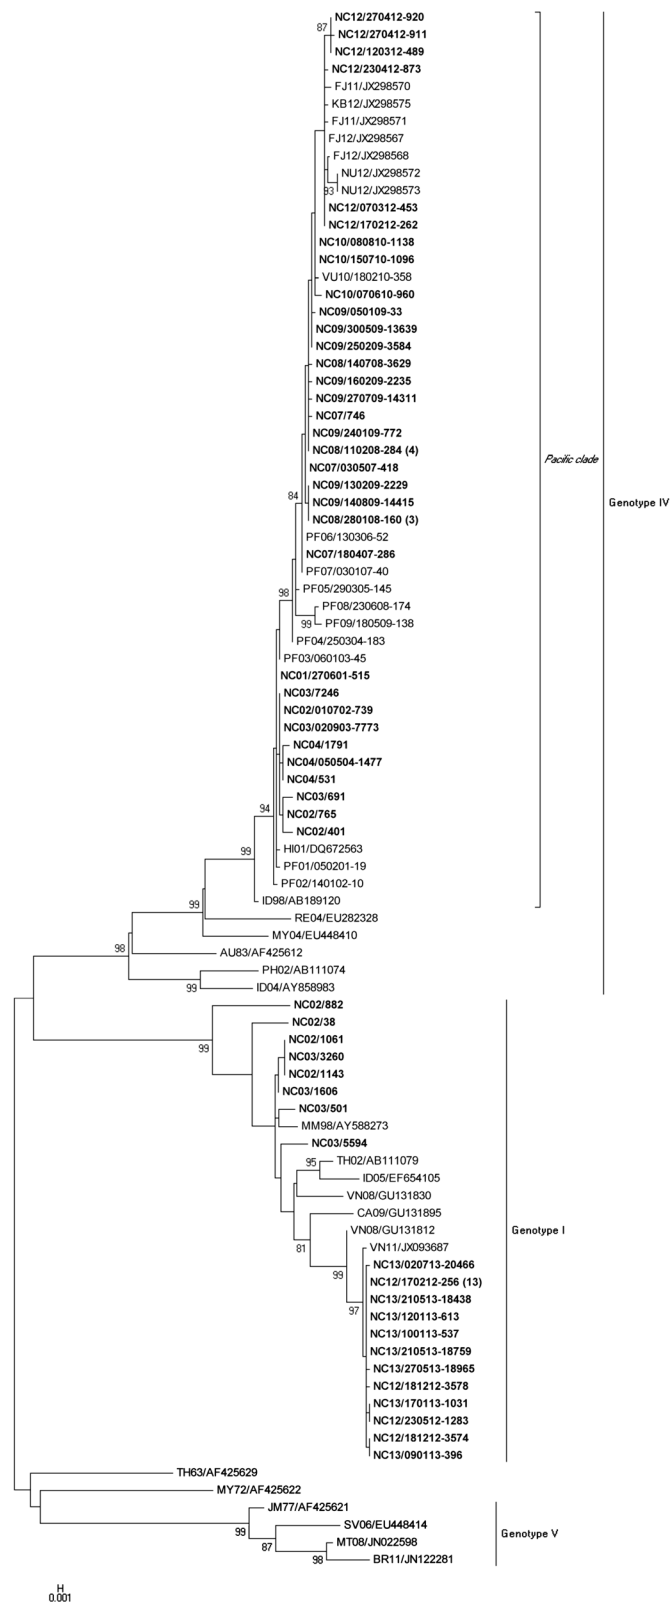 87
NC12/270412-920
NC12/270412-911
NC12/120312-489
NC12/230412-873
FJ11/JX298570
KB12/JX298575
FJ11/JX298571
FJ12/JX298567
FJ12/JX298568
NU12/JX298572
93
NU12/JX298573
NC12/070312-453
NC12/170212-262
NC10/080810-1138
NC10/150710-1096
VU10/180210-358
NC10/070610-960
NC09/050109-33
NC09/300509-13639
NC09/250209-3584
NC08/140708-3629
NC09/160209-2235
NC09/270709-14311
NC07/746
NC09/240109-772
NC08/110208-284 (4)
Pacific clade
NC07/030507-418
NC09/130209-2229
84
NC09/140809-14415
Genotype IV
NC08/280108-160 (3)
PF06/130306-52
NC07/180407-286
PF07/030107-40
PF05/290305-145
98
PF08/230608-174
99
PF09/180509-138
PF04/250304-183
PF03/060103-45
NC01/270601-515
NC03/7246
NC02/010702-739
NC03/020903-7773
NC04/1791
NC04/050504-1477
NC04/531
NC03/691
94
NC02/765
NC02/401
99
HI01/DQ672563
PF01/050201-19
PF02/140102-10
ID98/AB189120
99
RE04/EU282328
MY04/EU448410
98
AU83/AF425612
PH02/AB111074
99
ID04/AY858983
NC02/882
NC02/38
99
NC02/1061
NC03/3260
NC02/1143
NC03/1606
NC03/501
MM98/AY588273
NC03/5594
95
TH02/AB111079
ID05/EF654105
VN08/GU131830
CA09/GU131895
VN08/GU131812
Genotype I
81
VN11/JX093687
NC13/020713-20466
99
NC12/170212-256 (13)
NC13/210513-18438
97
NC13/120113-613
NC13/100113-537
NC13/210513-18759
NC13/270513-18965
NC12/181212-3578
NC13/170113-1031
NC12/230512-1283
NC12/181212-3574
NC13/090113-396
TH63/AF425629
MY72/AF425622
JM77/AF425621
99
SV06/EU448414
Genotype V
87
MT08/JN022598
98
BR11/JN122281
0.001